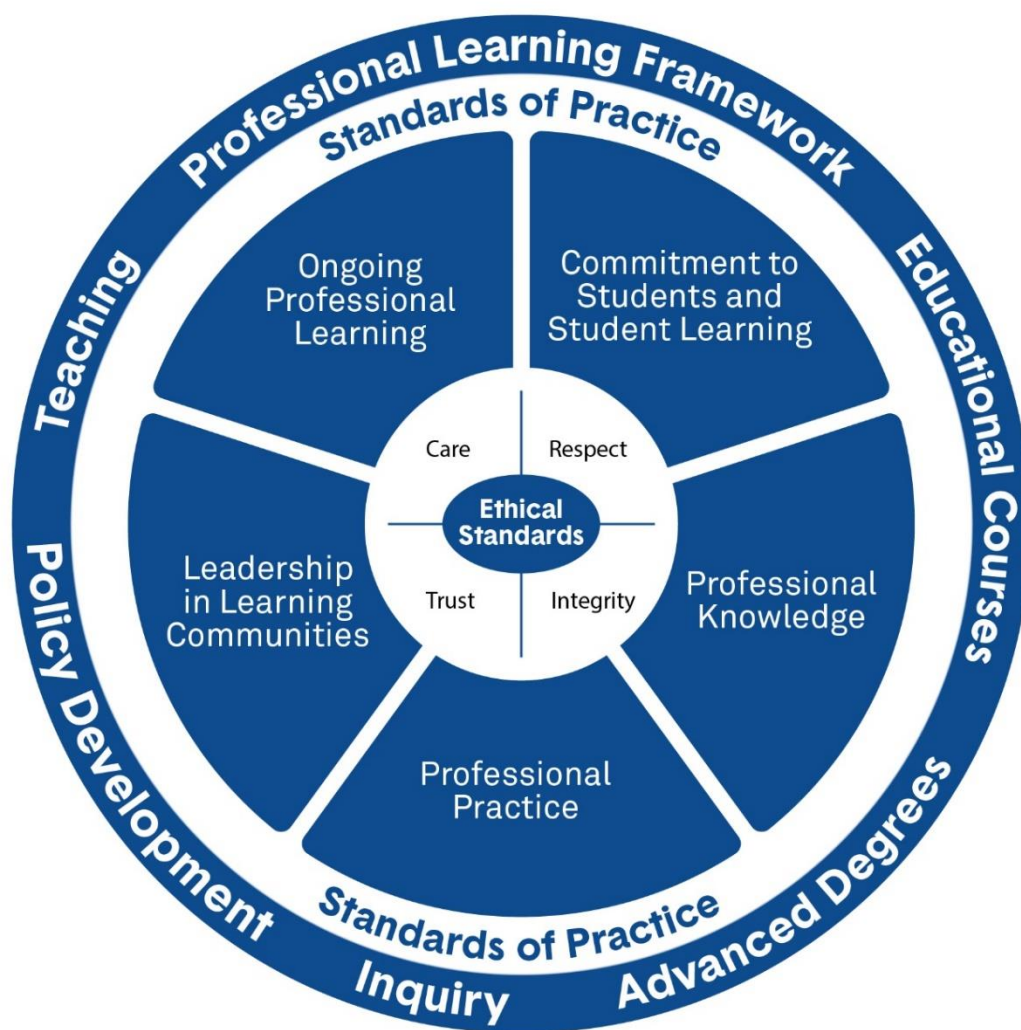 Professional Learning Framework
Educational Courses
Advanced Degrees
Inquiry
Policy Development
Teaching
Standards of Practice
Ongoing
Professional
Learning
Commitment to
Students and
Student Learning
Care
Respect
Ethical
Standards
Trust
Integrity
Leadership
in Learning
Communities
Professional
Knowledge
Professional
Practice
Standards of Practice